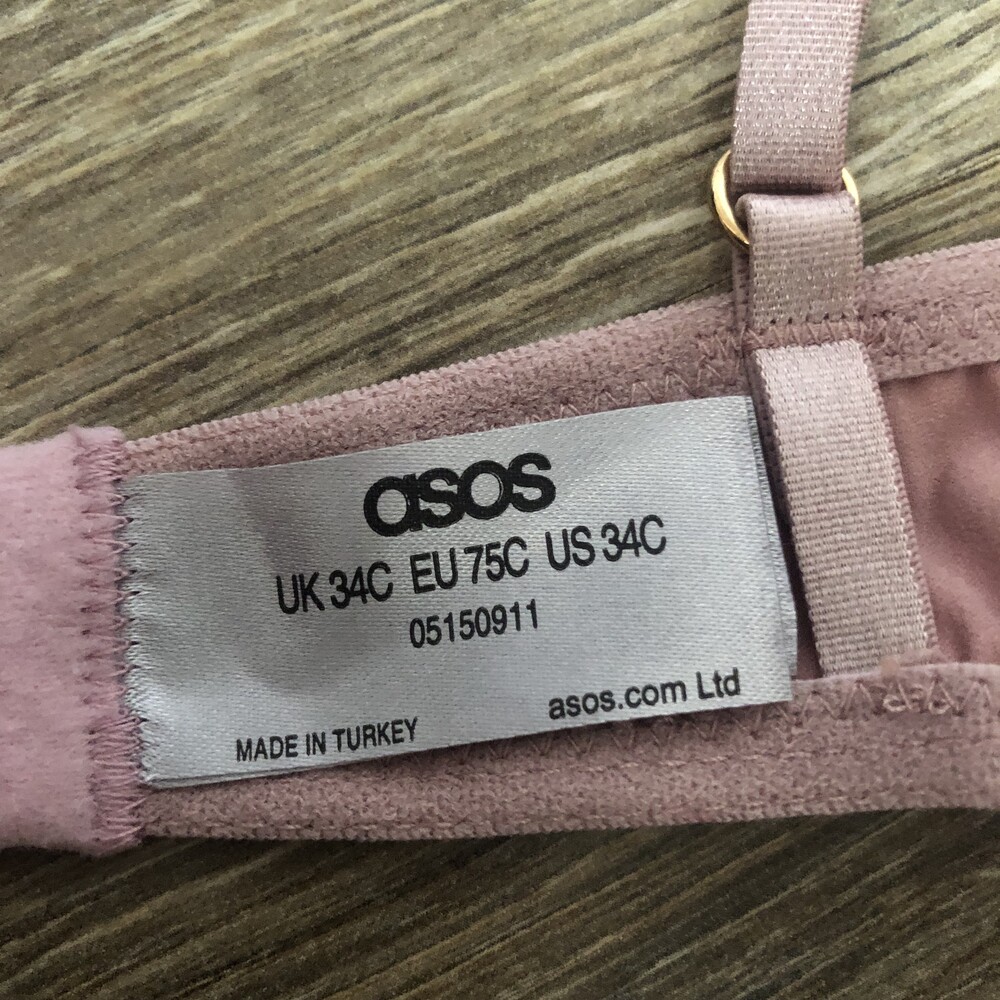 asos
UK 34C EU 75C US 34C
05150911
asos.com Ltd
MADE IN TURKEY